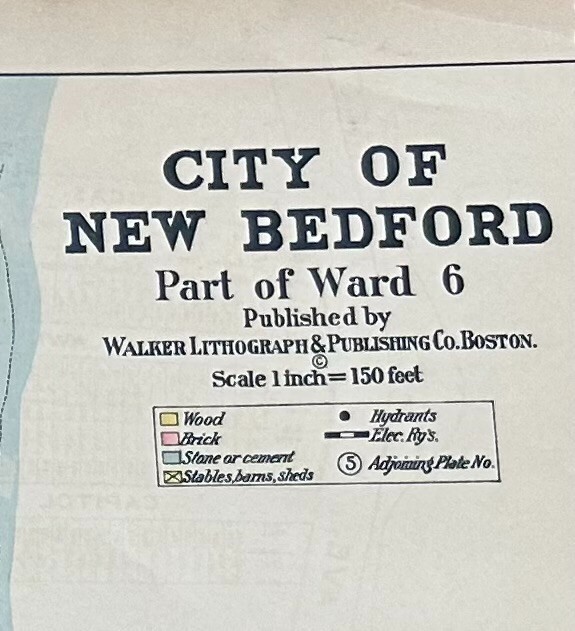 CITY OF
NEW BEDFORD
Part of Ward 6
Published by
WALKER LITHOGRAPH & PUBLISHING CO. BOSTON.
©
Scale 1 inch = 150 feet
Wood
Brick
Stone or cement
Stables, barns, sheds
Hydrants
Elec. Ry's.
5 Adjoining Plate No.